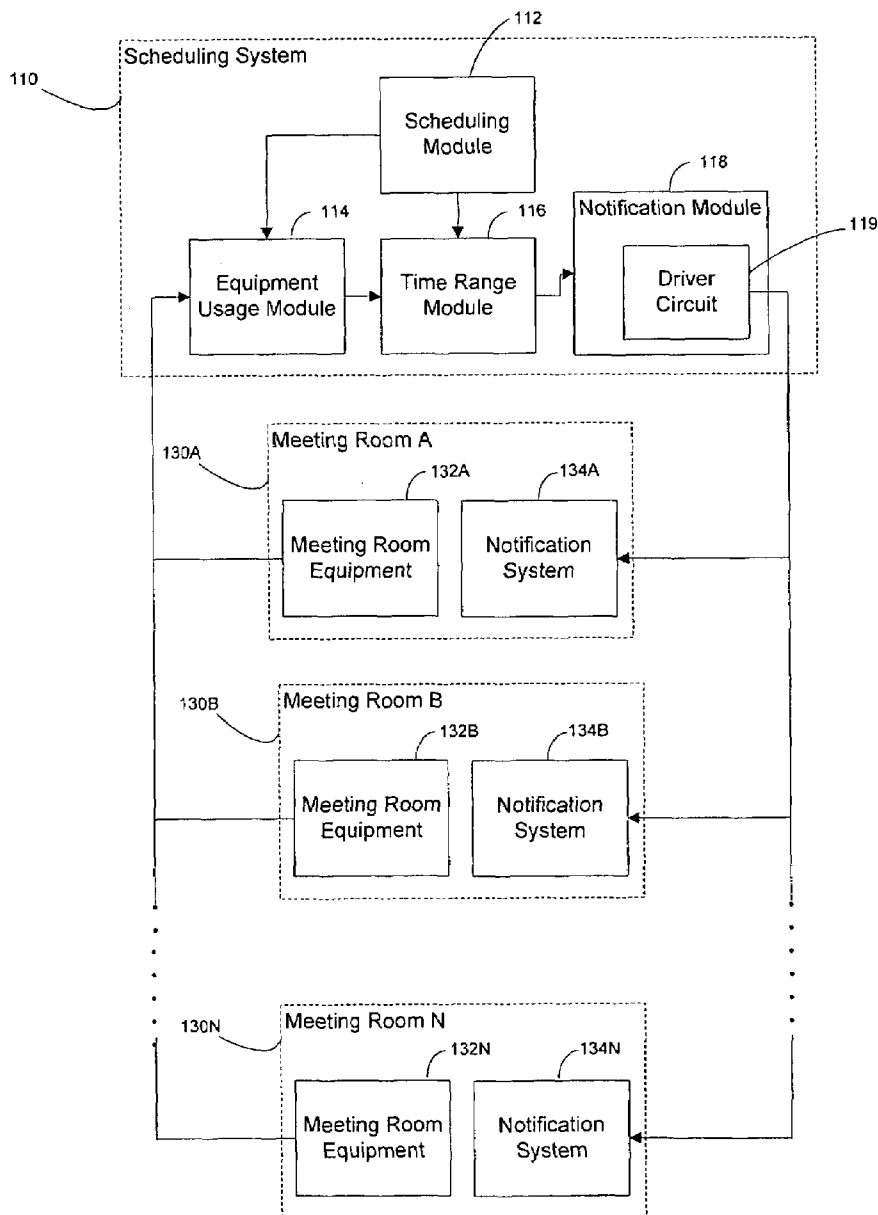 112
Scheduling System
110
Scheduling
Module
118
114
116
Notification Module
119
Equipment
Usage Module
Time Range
Module
Driver
Circuit
Meeting Room A
130A
132A
134A
Meeting Room
Equipment
Notification
System
Meeting Room B
130B
132B
134B
Meeting Room
Equipment
Notification
System
Meeting Room N
130N
132N
134N
Meeting Room
Equipment
Notification
System